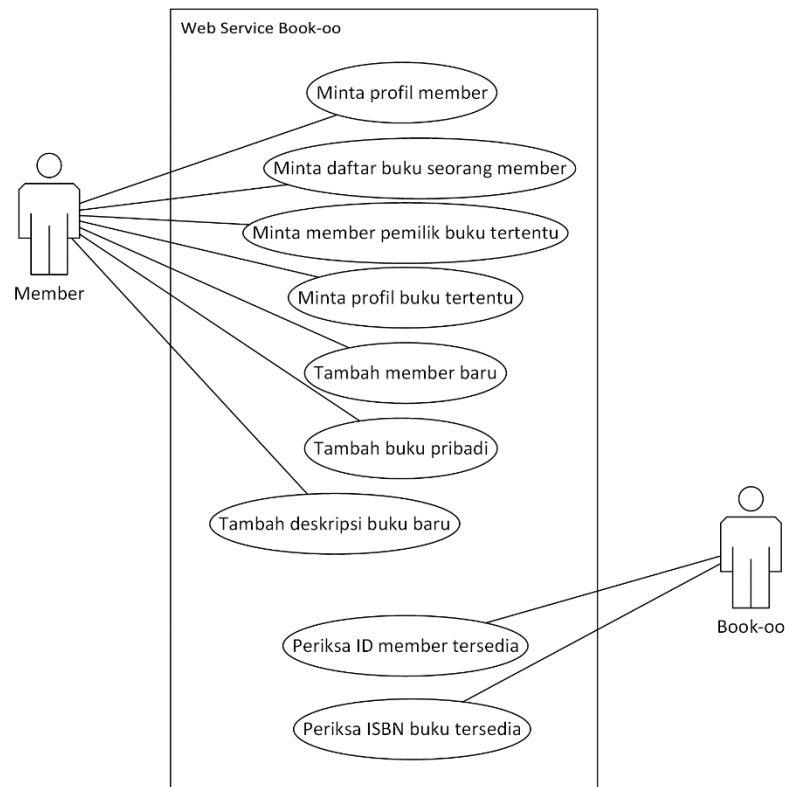 Web Service Book-oo
Minta profil member
Minta daftar buku seorang member
Minta member pemilik buku tertentu
Member
Minta profil buku tertentu
Tambah member baru
Tambah buku pribadi
Tambah deskripsi buku baru
Book-oo
Periksa ID member tersedia
Periksa ISBN buku tersedia